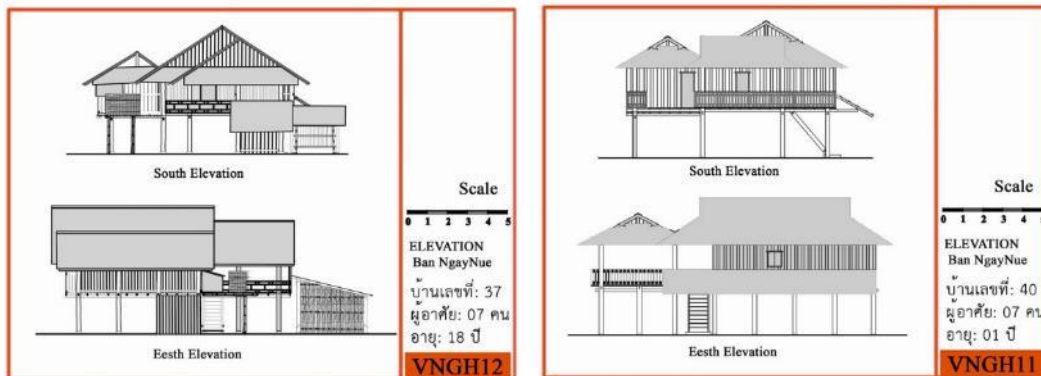 South Elevation
Eesth Elevation
Scale
0 1 2 3 4 5
ELEVATION
Ban NgayNue
บ้านเลขที่: 37
ผู้อาศัย: 07 คน
อายุ: 18 ปี
VNGH12
South Elevation
Eesth Elevation
Scale
0 1 2 3 4 5
ELEVATION
Ban NgayNue
บ้านเลขที่: 40
ผู้อาศัย: 07 คน
อายุ: 01 ปี
VNGH11